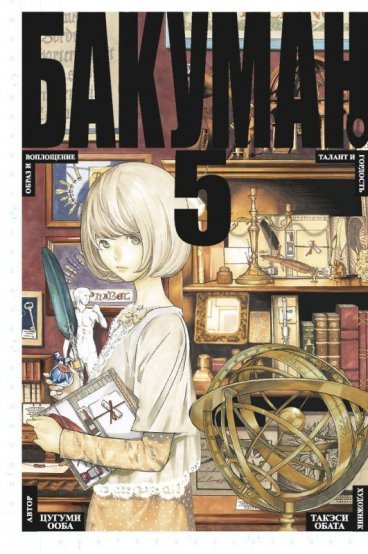 БАКУМАН.
5
ОБРАЗ И
ВОПЛОЩЕНИЕ
ТАЛАНТ И
ГОРДОСТЬ
АВТОР
ЦУГУМИ
ООБА
ТАКЭСИ
ОБАТА
ХУДОЖНИК